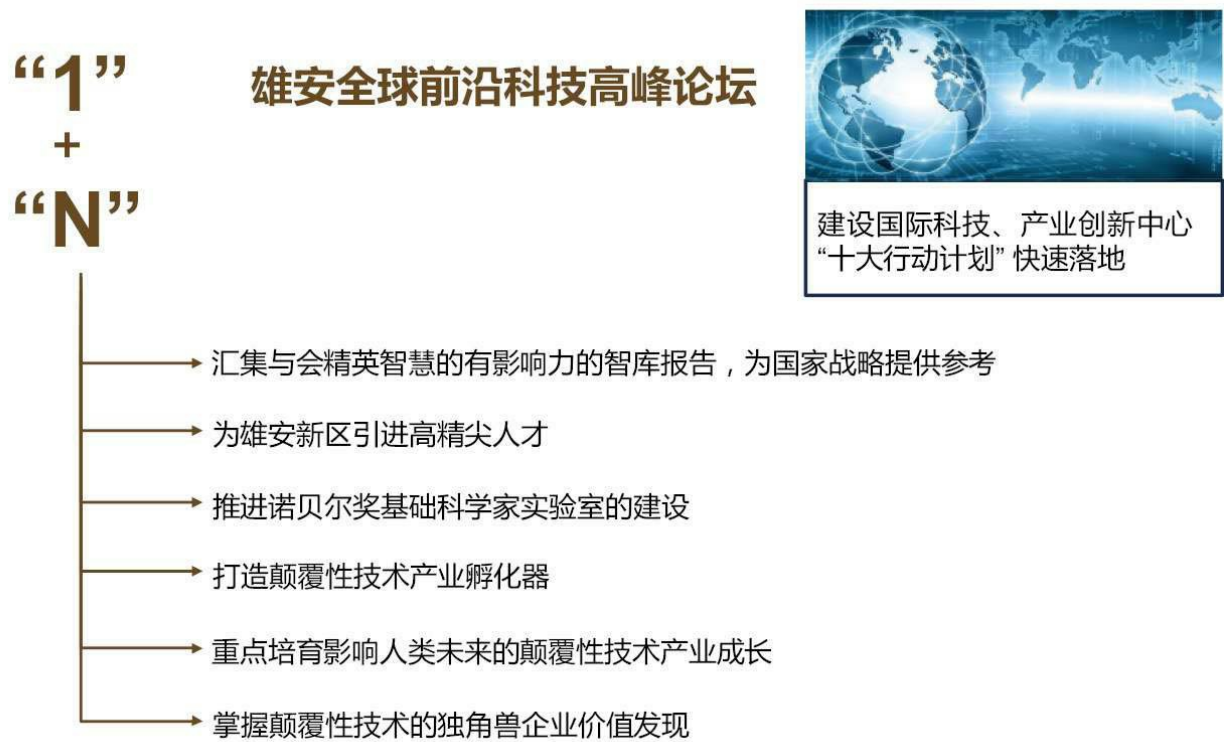 “1”
雄安全球前沿科技高峰论坛
+
“N”
建设国际科技、产业创新中心
“十大行动计划” 快速落地
汇集与会精英智慧的有影响力的智库报告，为国家战略提供参考
为雄安新区引进高精尖人才
推进诺贝尔奖基础科学家实验室的建设
打造颠覆性技术产业孵化器
重点培育影响人类未来的颠覆性技术产业成长
掌握颠覆性技术的独角兽企业价值发现